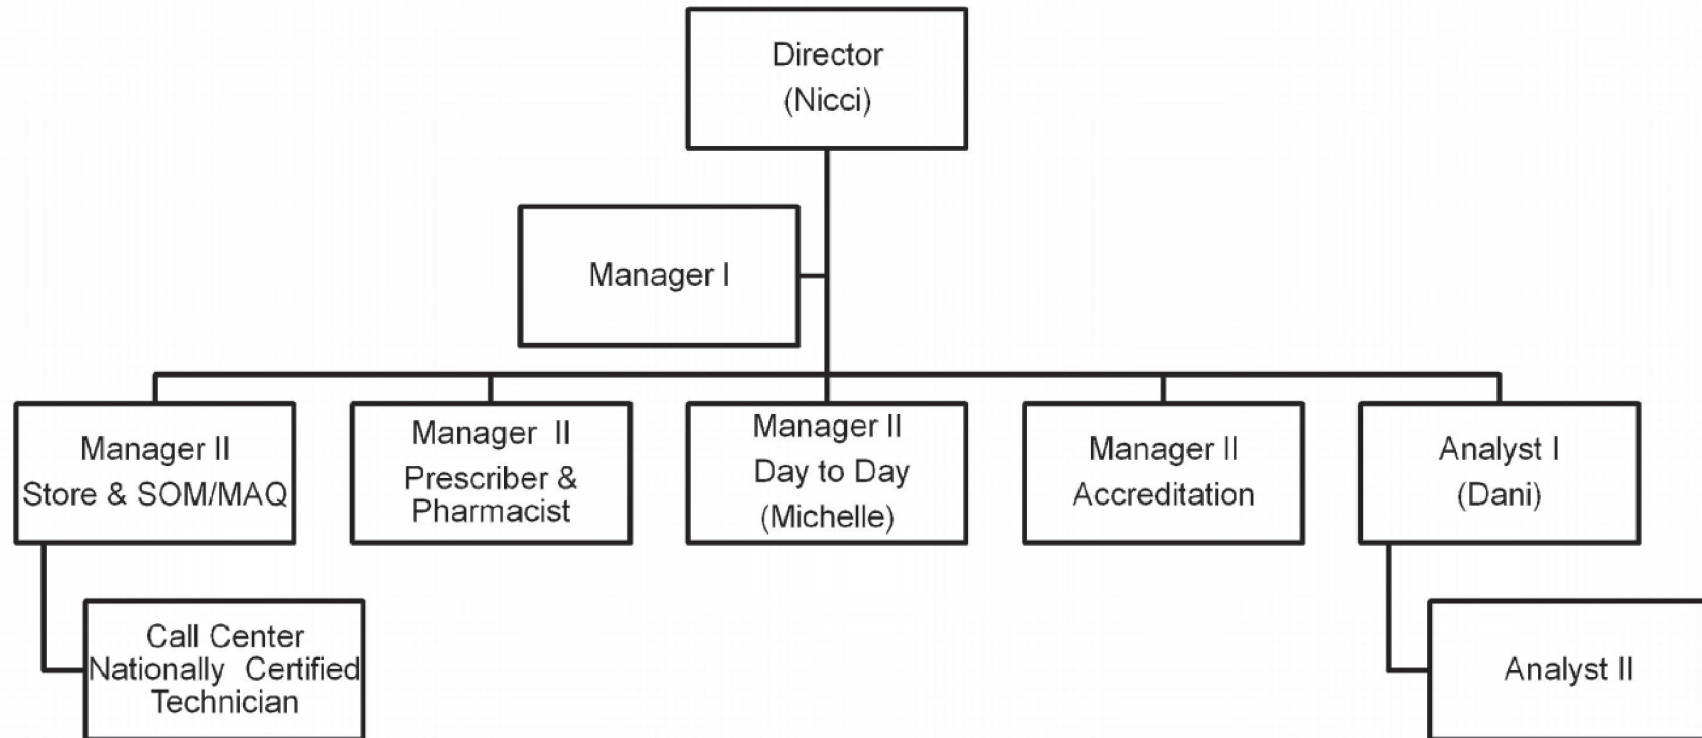 Director
(Nicci)
Manager I
Manager II
Store & SOM/MAQ
Manager II
Prescriber &
Pharmacist
Manager II
Day to Day
(Michelle)
Manager II
Accreditation
Analyst I
(Dani)
Call Center
Nationally Certified
Technician
Analyst II